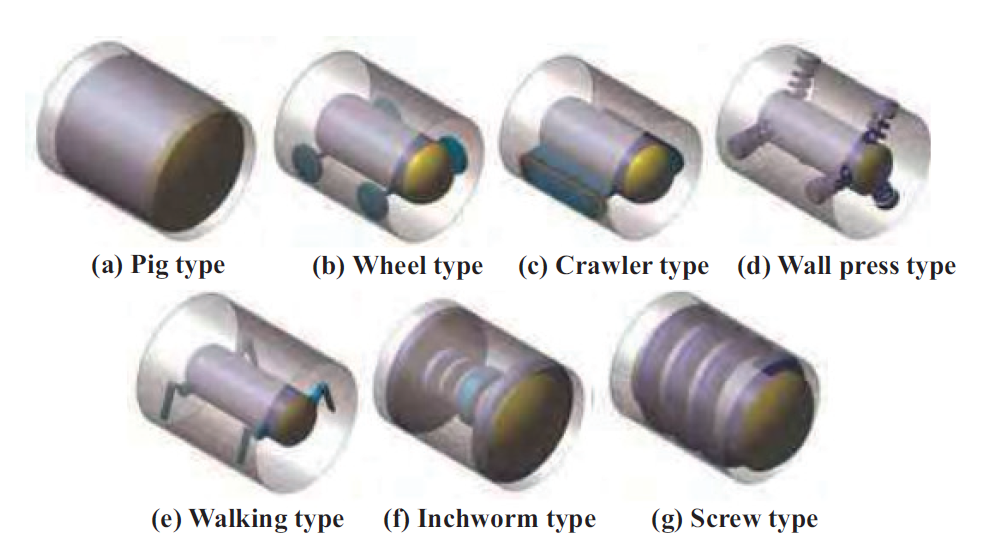 (a) Pig type
(b) Wheel type
(c) Crawler type
(d) Wall press type
(e) Walking type
(f) Inchworm type
(g) Screw type